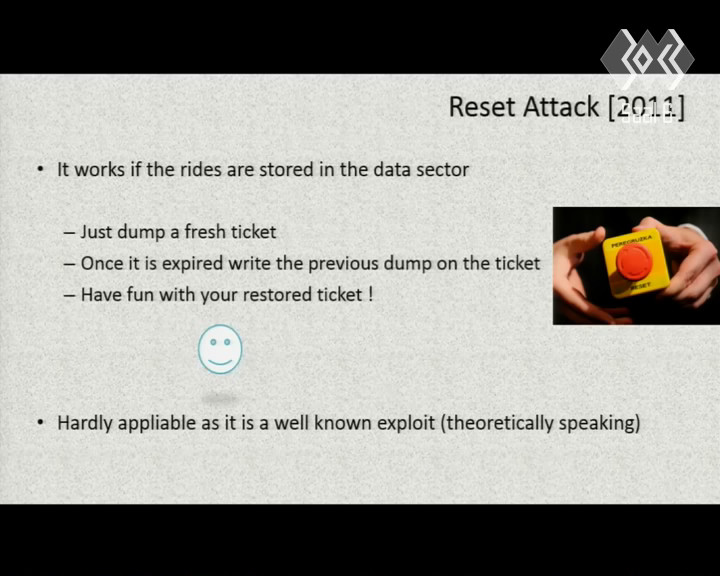 Reset Attack [2011]
• It works if the rides are stored in the data sector
– Just dump a fresh ticket
– Once it is expired write the previous dump on the ticket
– Have fun with your restored ticket !
RESET
• Hardly appliable as it is a well known exploit (theoretically speaking)